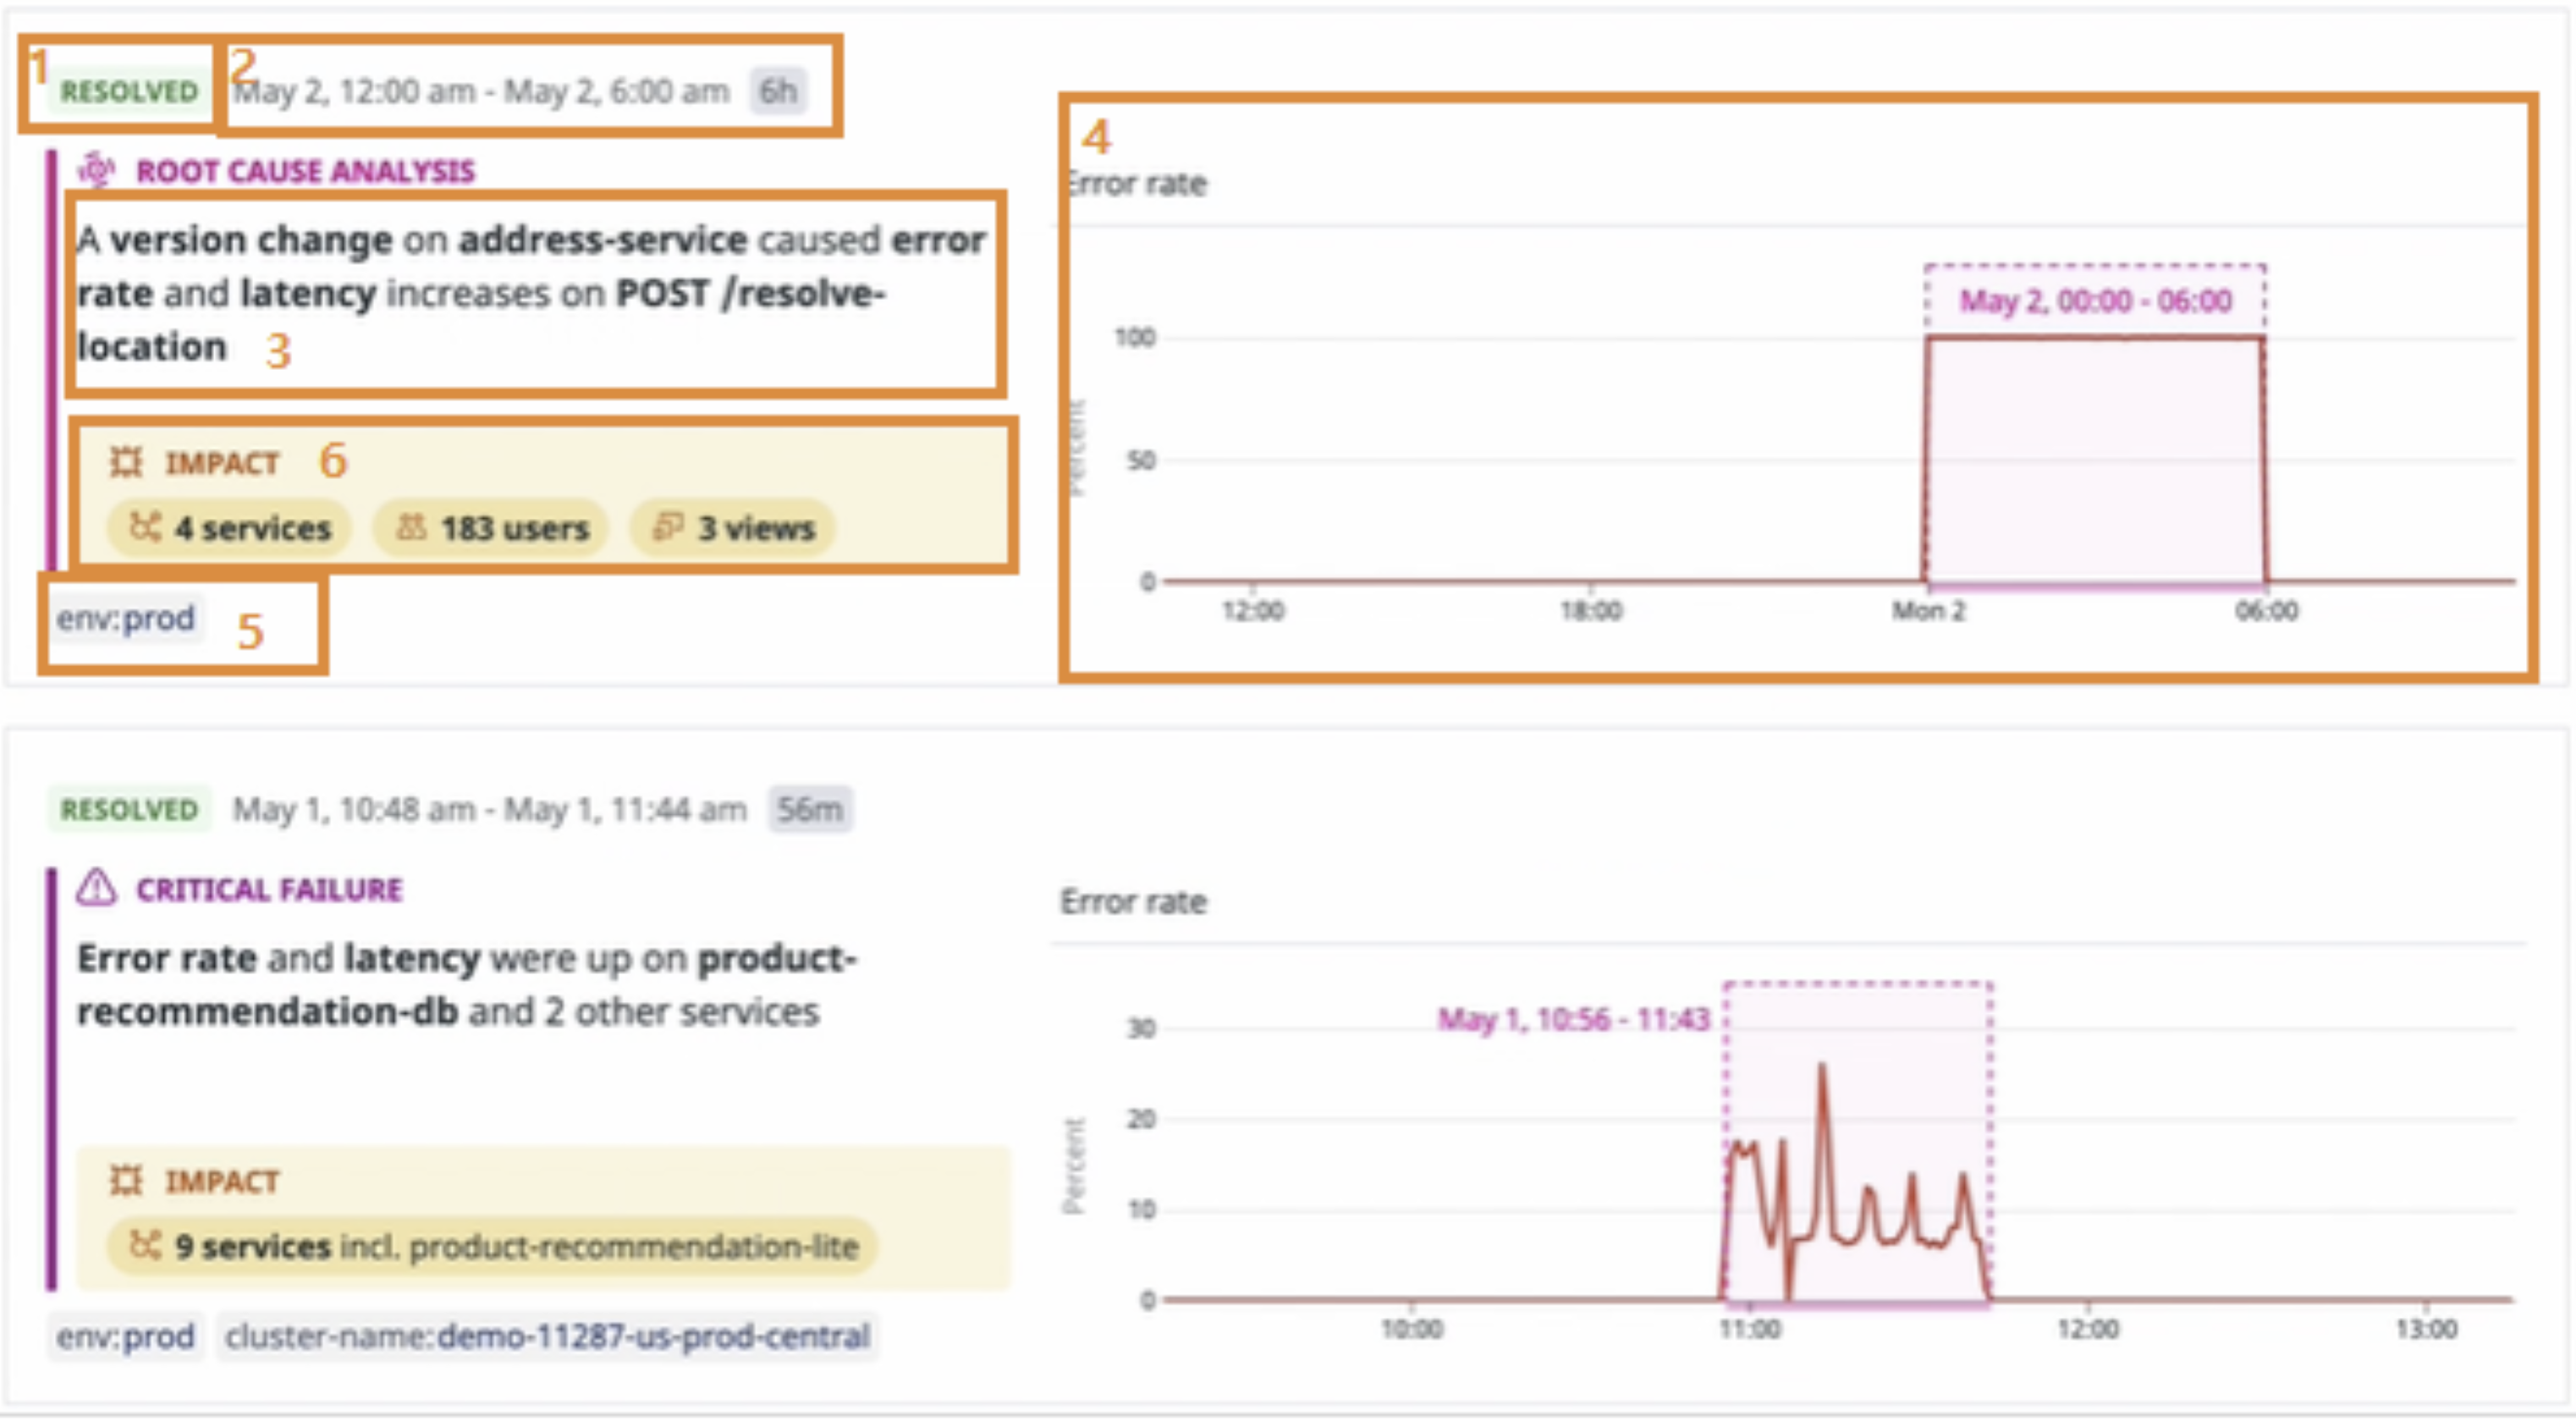 1
RESOLVED
2
May 2, 12:00 am - May 2, 6:00 am 6h
ROOT CAUSE ANALYSIS
A version change on address-service caused error
rate and latency increases on POST /resolve-
location
3
IMPACT
6
4 services 183 users 3 views
env:prod
5
4
Error rate
May 2, 00:00 - 06:00
Percent
100
50
0
12:00 18:00 Mon 2 06:00
RESOLVED May 1, 10:48 am - May 1, 11:44 am 56m
CRITICAL FAILURE
Error rate and latency were up on product-
recommendation-db and 2 other services
IMPACT
9 services incl. product-recommendation-lite
env:prod cluster-name:demo-11287-us-prod-central
Error rate
May 1, 10:56 - 11:43
Percent
30
20
10
0
10:00 11:00 12:00 13:00